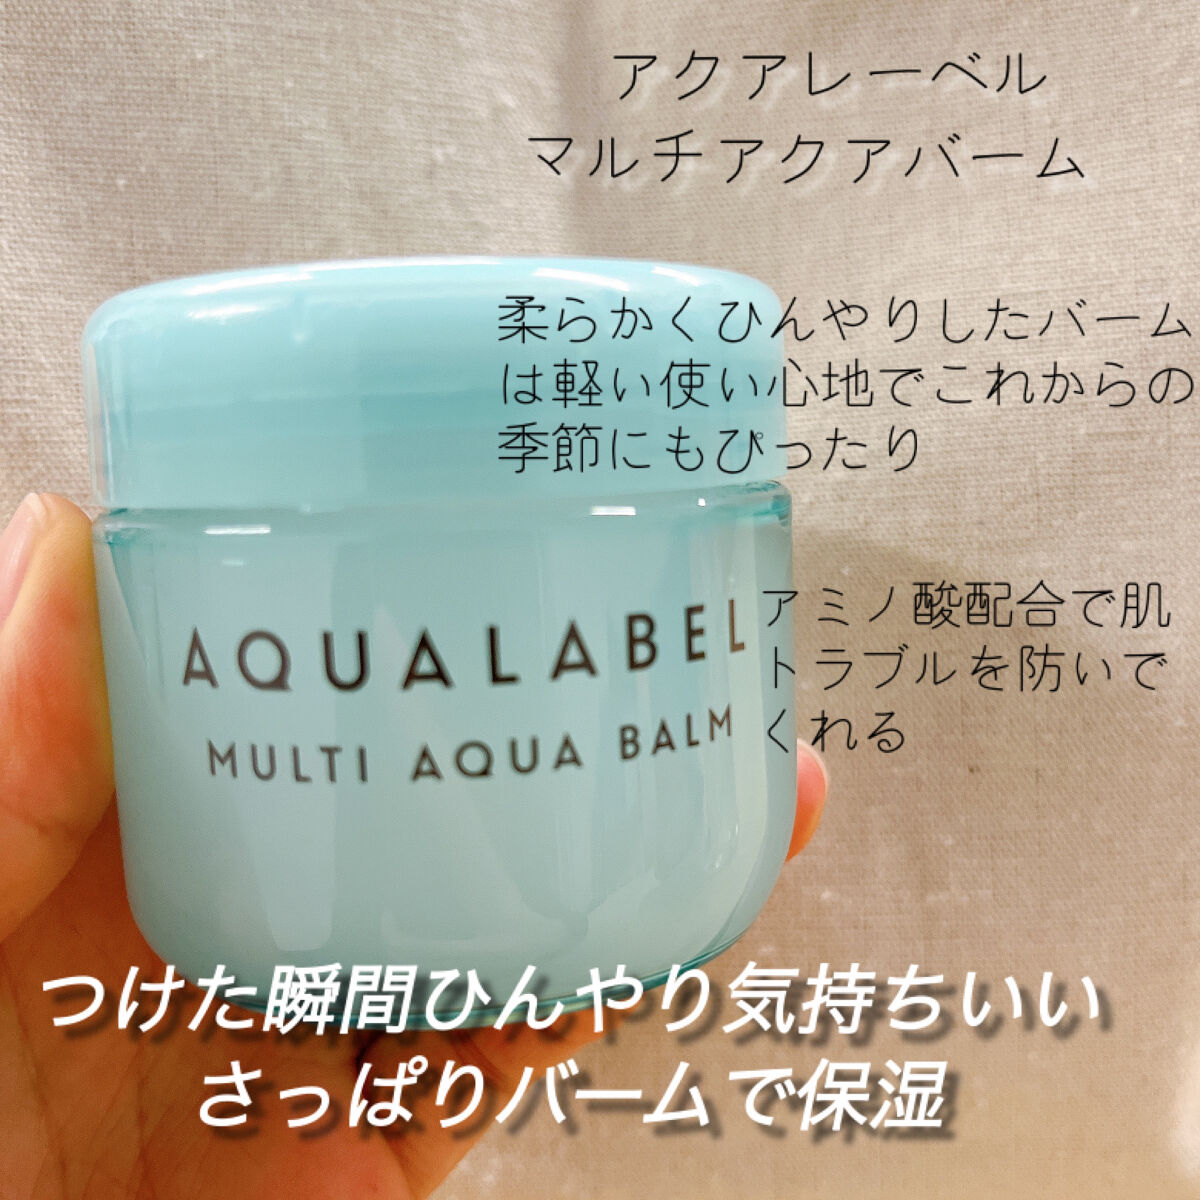 アクアレーベル
マルチアクアバーム
柔らかくひんやりしたバーム
は軽い使い心地でこれからの
季節にもぴったり
AQUALABEL
MULTI AQUA BALM
アミノ酸配合で肌
トラブルを防いで
くれる
つけた瞬間ひんやり気持ちいい
さっぱりバームで保湿